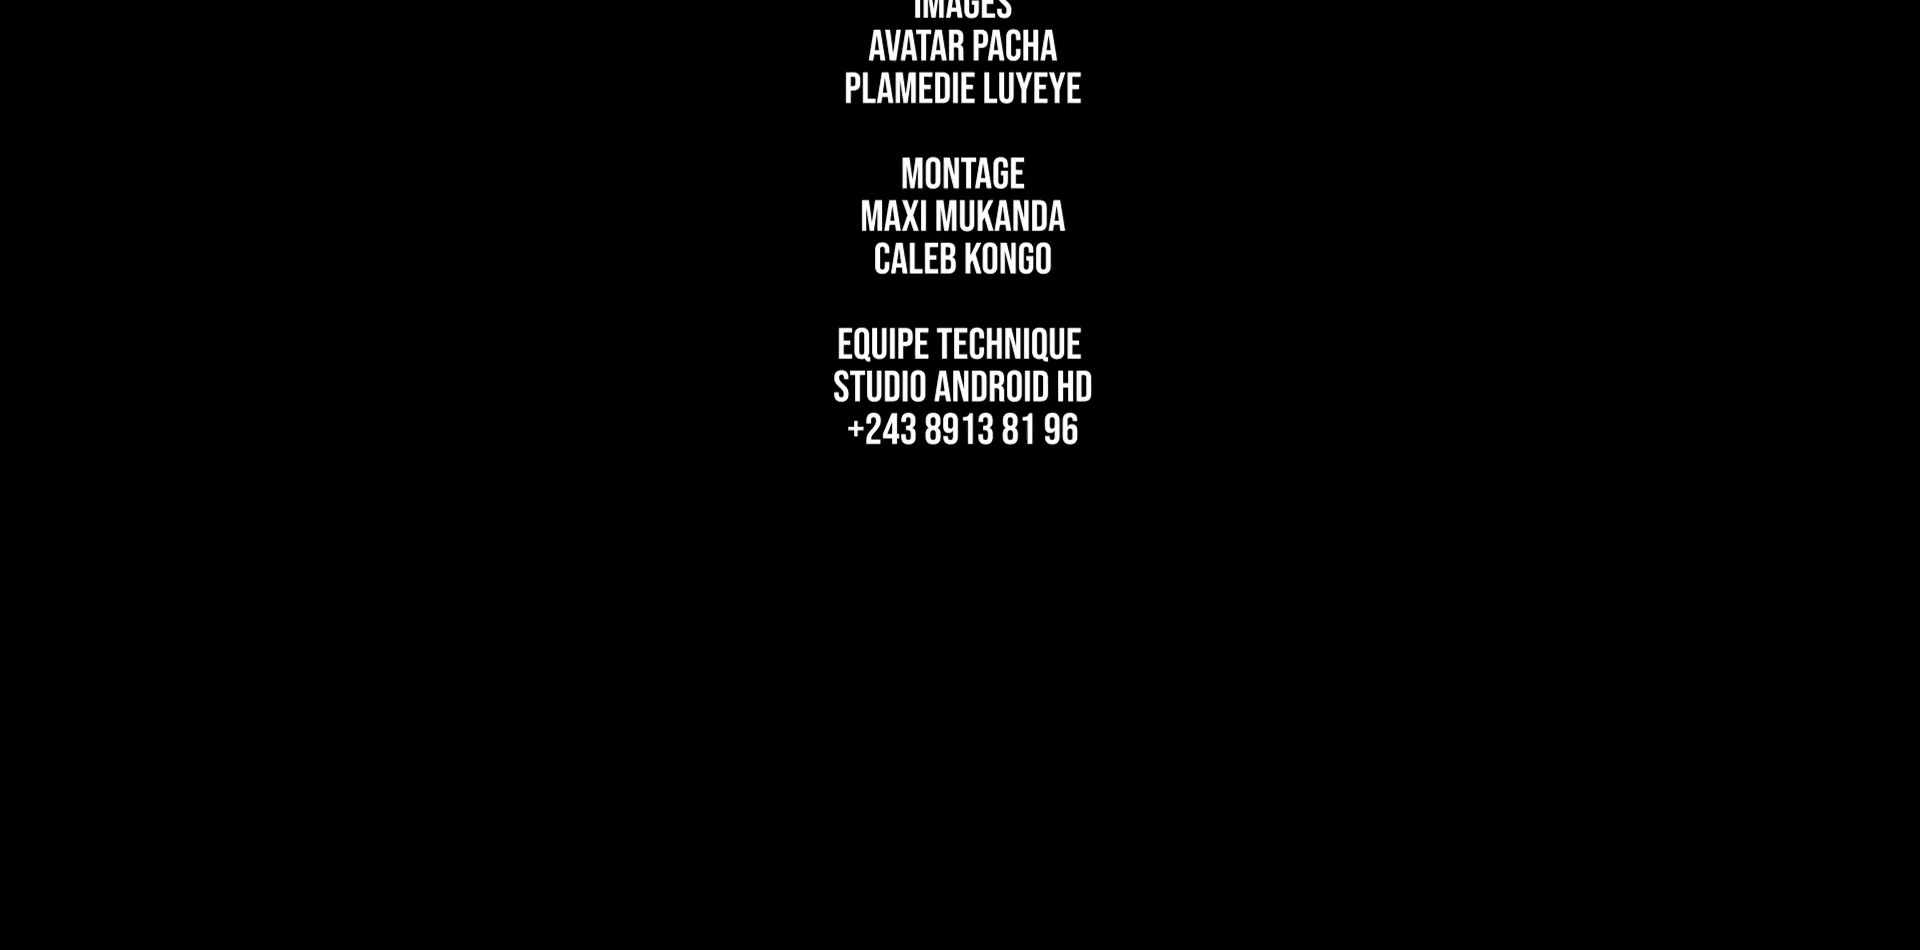 IMAGES
AVATAR PACHA
PLAMEDIE LUYEYE
MONTAGE
MAXI MUKANDA
CALEB KONGO
EQUIPE TECHNIQUE
STUDIO ANDROID HD
+243 8913 81 96